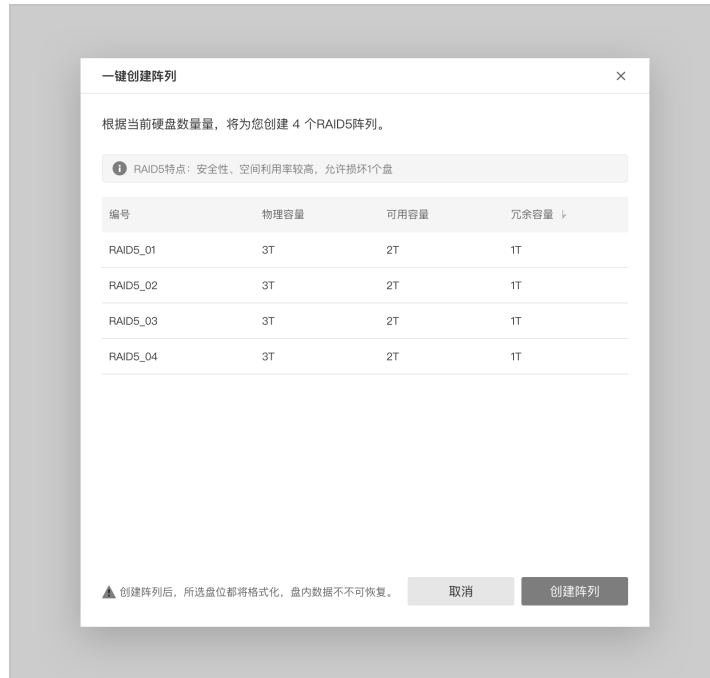 一键创建阵列
根据当前硬盘数量量，将为您创建 4 个RAID5阵列。
RAID5特点：安全性、空间利用率较高，允许损坏1个盘
编号 物理容量 可用容量 冗余容量
RAID5_01 3T 2T 1T
RAID5_02 3T 2T 1T
RAID5_03 3T 2T 1T
RAID5_04 3T 2T 1T
创建阵列后，所选盘位都将格式化，盘内数据不不可恢复。 取消 创建阵列